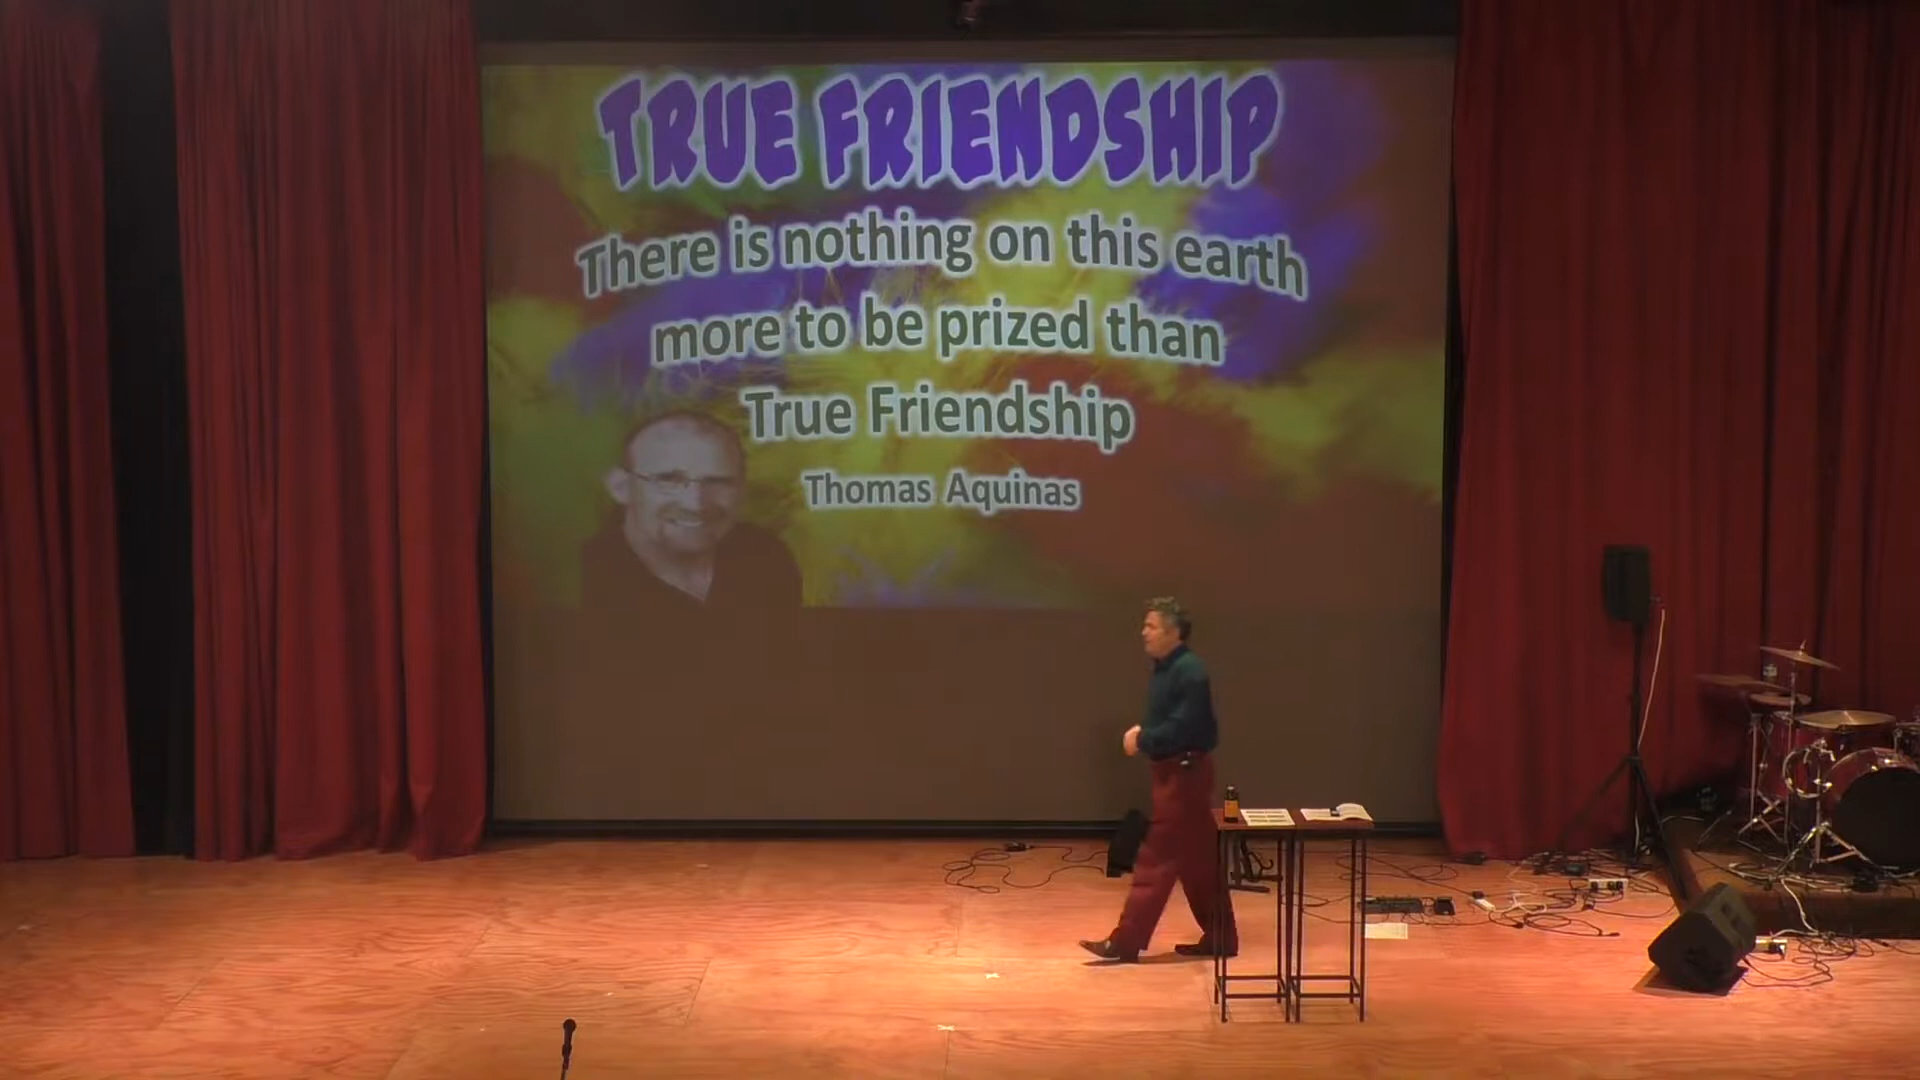 TRUE FRIENDSHIP
There is nothing on this earth
more to be prized than
True Friendship
Thomas Aquinas